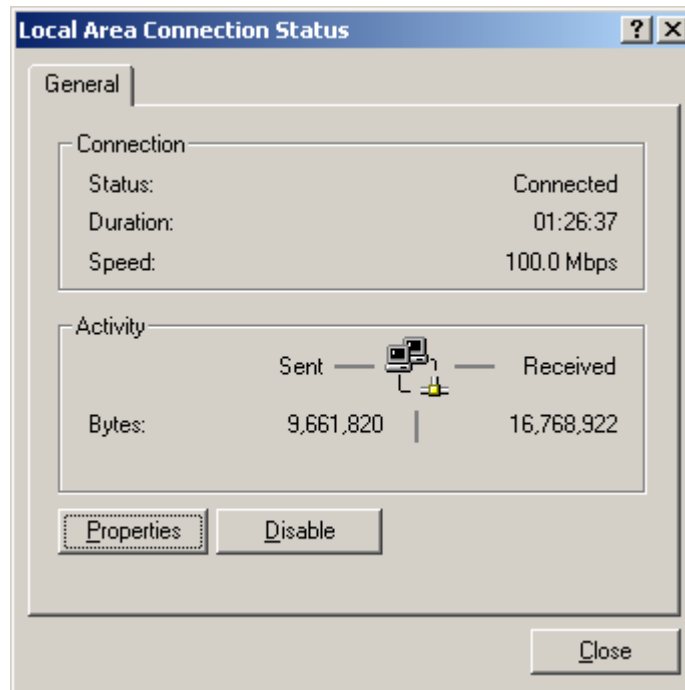 Local Area Connection Status
General
Connection
Status: Connected
Duration: 01:26:37
Speed: 100.0 Mbps
Activity
Sent Received
Bytes: 9,661,820 16,768,922
Properties Disable
Close